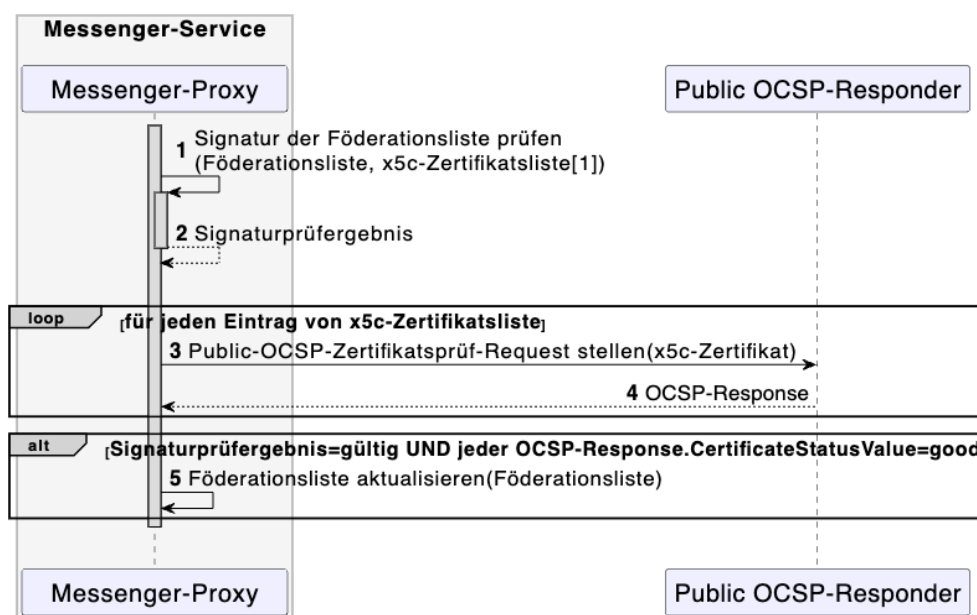 Messenger-Service
Messenger-Proxy
Public OCSP-Responder
1 Signatur der Föderationsliste prüfen
(Föderationsliste, x5c-Zertifikatsliste[1])
2 Signaturprüfergebnis
loop [für jeden Eintrag von x5c-Zertifikatsliste]
3 Public-OCSP-Zertifikatsprüf-Request stellen(x5c-Zertifikat)
4 OCSP-Response
alt [Signaturprüfergebnis=gültig UND jeder OCSP-Response.CertificateStatusValue=good
5 Föderationsliste aktualisieren(Föderationsliste)
Messenger-Proxy
Public OCSP-Responder